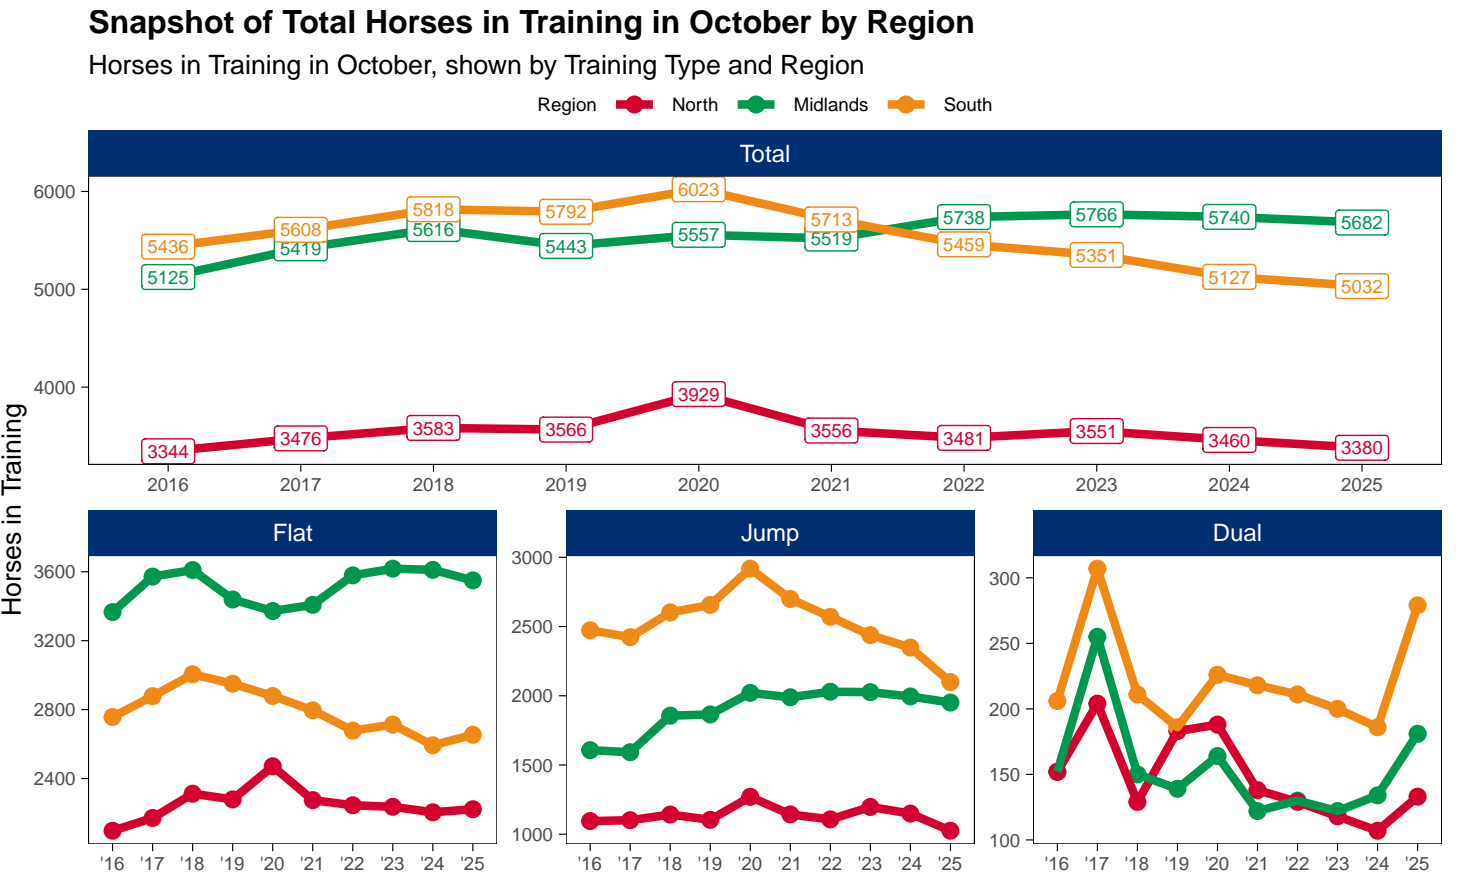 Snapshot of Total Horses in Training in October by Region
Horses in Training in October, shown by Training Type and Region
Region North Midlands South
Total
Horses in Training
6000
5000
4000
5436 5608 5818 5792 6023 5713 5459 5351 5127 5032
5125 5419 5616 5443 5557 5519 5738 5766 5740 5682
3344 3476 3583 3566 3929 3556 3481 3551 3460 3380
2016 2017 2018 2019 2020 2021 2022 2023 2024 2025
Flat
3600
3200
2800
2400
'16 '17 '18 '19 '20 '21 '22 '23 '24 '25
Jump
3000
2500
2000
1500
1000
'16 '17 '18 '19 '20 '21 '22 '23 '24 '25
Dual
300
250
200
150
100
'16 '17 '18 '19 '20 '21 '22 '23 '24 '25